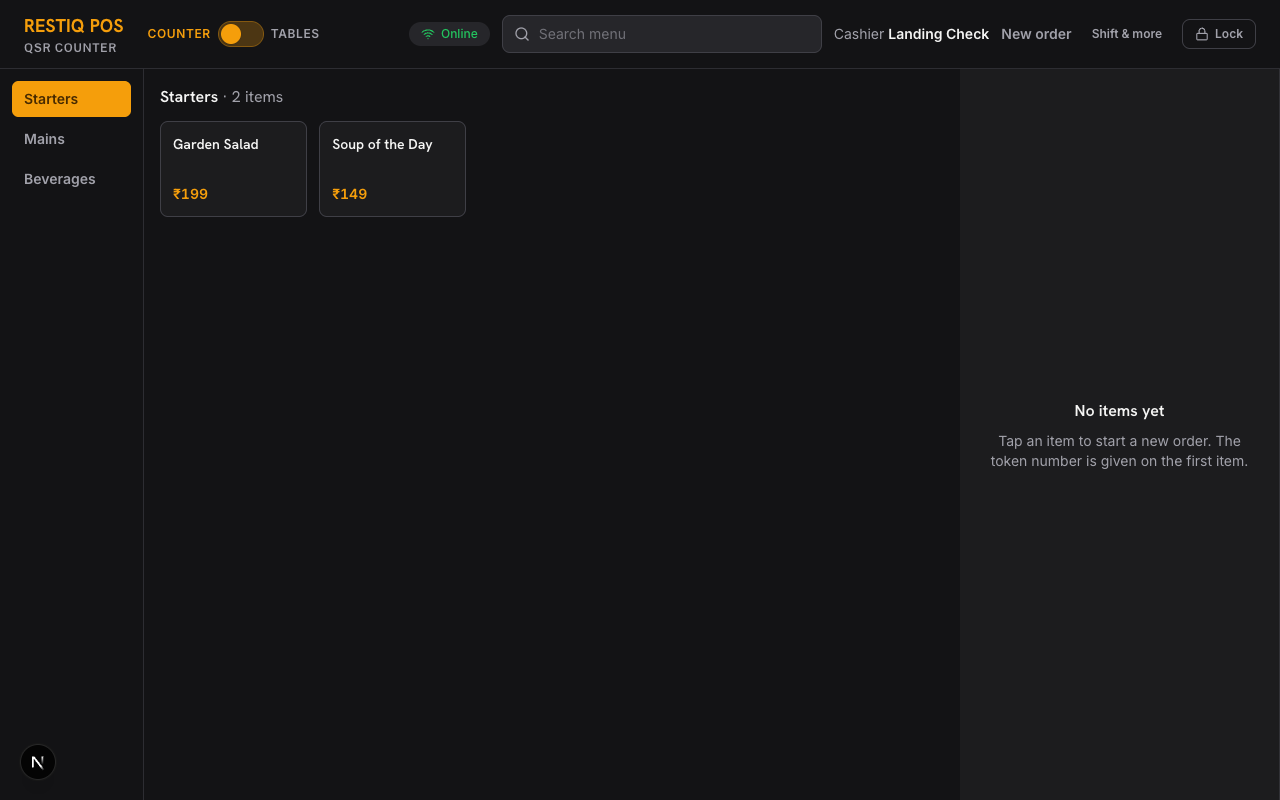 RESTIQ POS
QSR COUNTER
COUNTER
TABLES
Online
Search menu
Cashier Landing Check
New order
Shift & more
Lock
Starters
Mains
Beverages
Starters · 2 items
Garden Salad
₹199
Soup of the Day
₹149
No items yet
Tap an item to start a new order. The
token number is given on the first item.
N